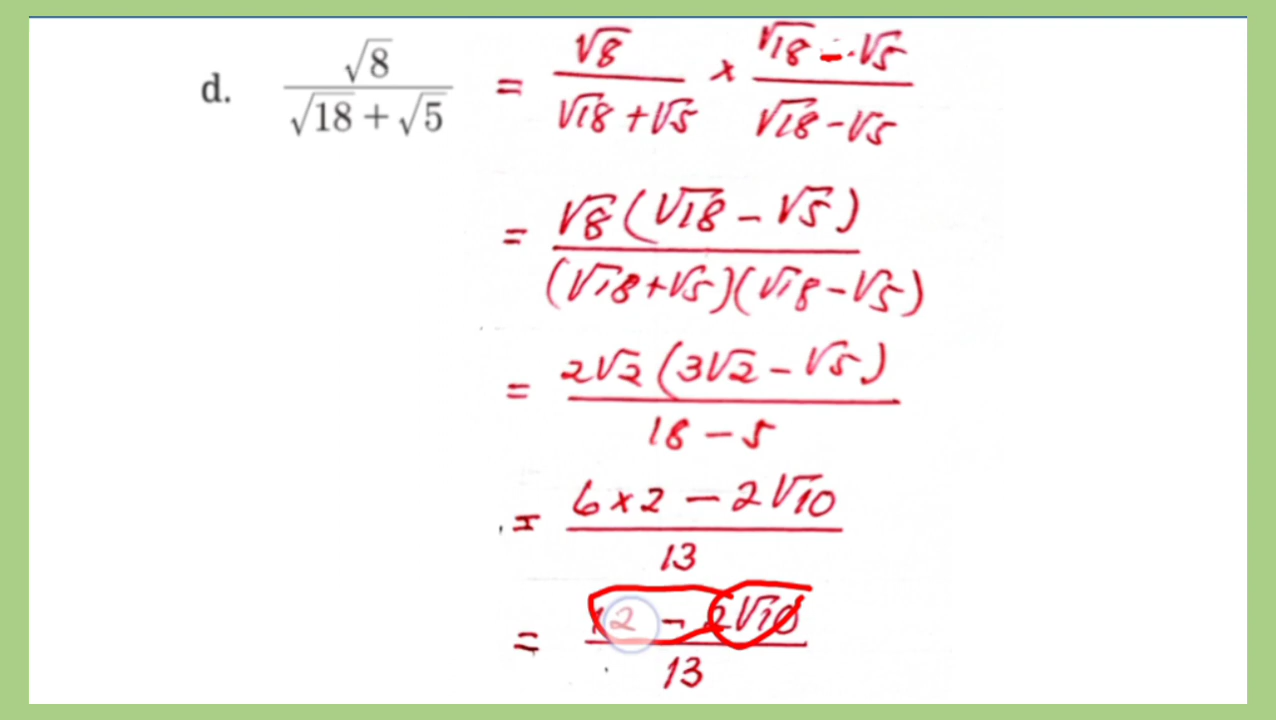 d. √8 / (√18 + √5) = √8 / (√18 + √5) × (√18 - √5) / (√18 - √5)
= √8 (√18 - √5) / (√18 + √5)(√18 - √5)
= 2√2 (3√2 - √5) / 18 - 5
= 6 × 2 - 2√10 / 13
= 12 - 2√10 / 13